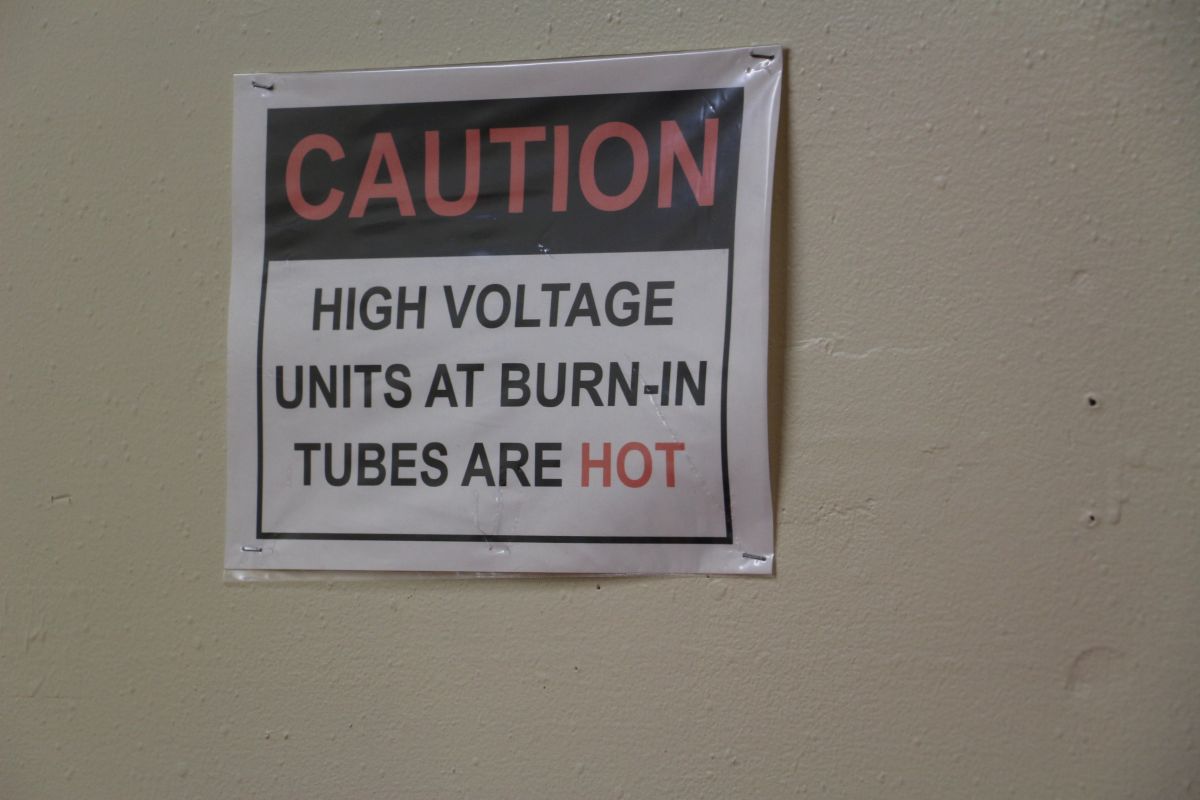 CAUTION
HIGH VOLTAGE
UNITS AT BURN-IN
TUBES ARE HOT